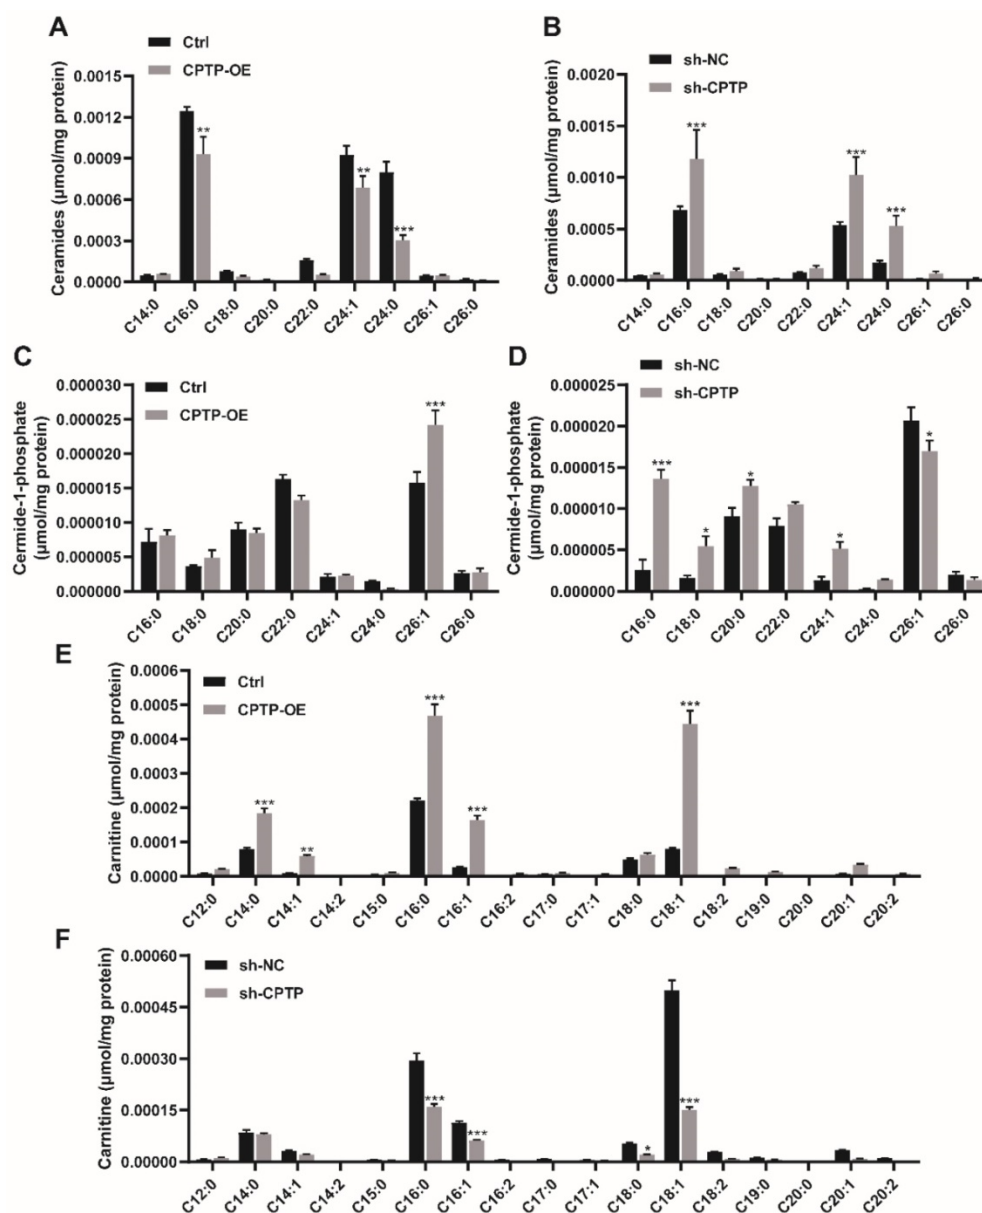 A
Ctrl
CPTP-OE
Ceramides (µmol/mg protein)
0.0015
0.0012
0.0009
0.0006
0.0003
0.0000
**
**
***
C14:0 C16:0 C18:0 C20:0 C22:0 C24:1 C24:0 C26:1 C26:0
B
sh-NC
sh-CPTP
Ceramides (µmol/mg protein)
0.0020
0.0015
0.0010
0.0005
0.0000
***
***
***
C14:0 C16:0 C18:0 C20:0 C22:0 C24:1 C24:0 C26:1 C26:0
C
Ctrl
CPTP-OE
Cermide-1-phosphate
(µmol/mg protein)
0.000030
0.000025
0.000020
0.000015
0.000010
0.000005
0.000000
***
C16:0 C18:0 C20:0 C22:0 C24:1 C24:0 C26:1 C26:0
D
sh-NC
sh-CPTP
Cermide-1-phosphate
(µmol/mg protein)
0.000025
0.000020
0.000015
0.000010
0.000005
0.000000
***
*
*
*
*
C16:0 C18:0 C20:0 C22:0 C24:1 C24:0 C26:1 C26:0
E
Ctrl
CPTP-OE
Carnitine (µmol/mg protein)
0.0006
0.0005
0.0004
0.0003
0.0002
0.0001
0.0000
***
**
***
***
***
C12:0 C14:0 C14:1 C14:2 C15:0 C16:0 C16:1 C16:2 C17:0 C17:1 C18:0 C18:1 C18:2 C19:0 C20:0 C20:1 C20:2
F
sh-NC
sh-CPTP
Carnitine (µmol/mg protein)
0.00060
0.00045
0.00030
0.00015
0.00000
***
***
*
***
C12:0 C14:0 C14:1 C14:2 C15:0 C16:0 C16:1 C16:2 C17:0 C17:1 C18:0 C18:1 C18:2 C19:0 C20:0 C20:1 C20:2